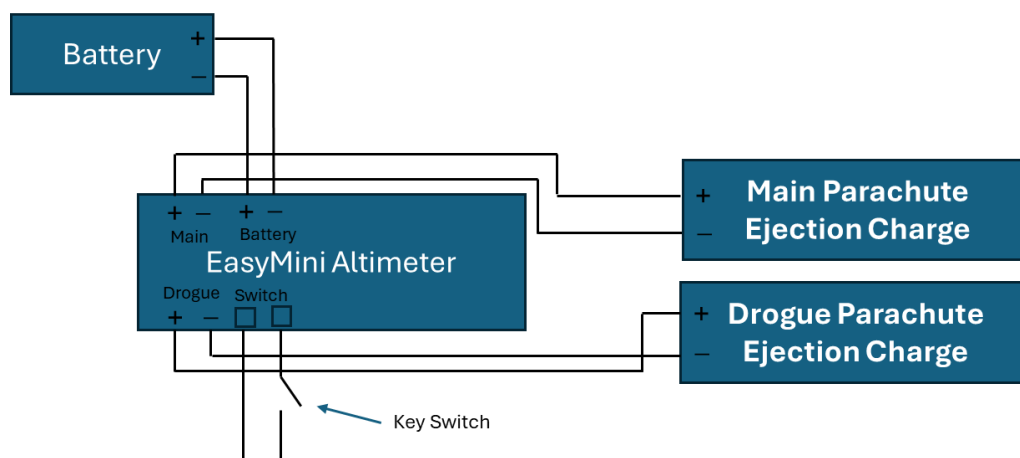 Battery
+
−
+ − + −
Main Battery
EasyMini Altimeter
Drogue Switch
+ −
+ Main Parachute
− Ejection Charge
+ Drogue Parachute
− Ejection Charge
Key Switch